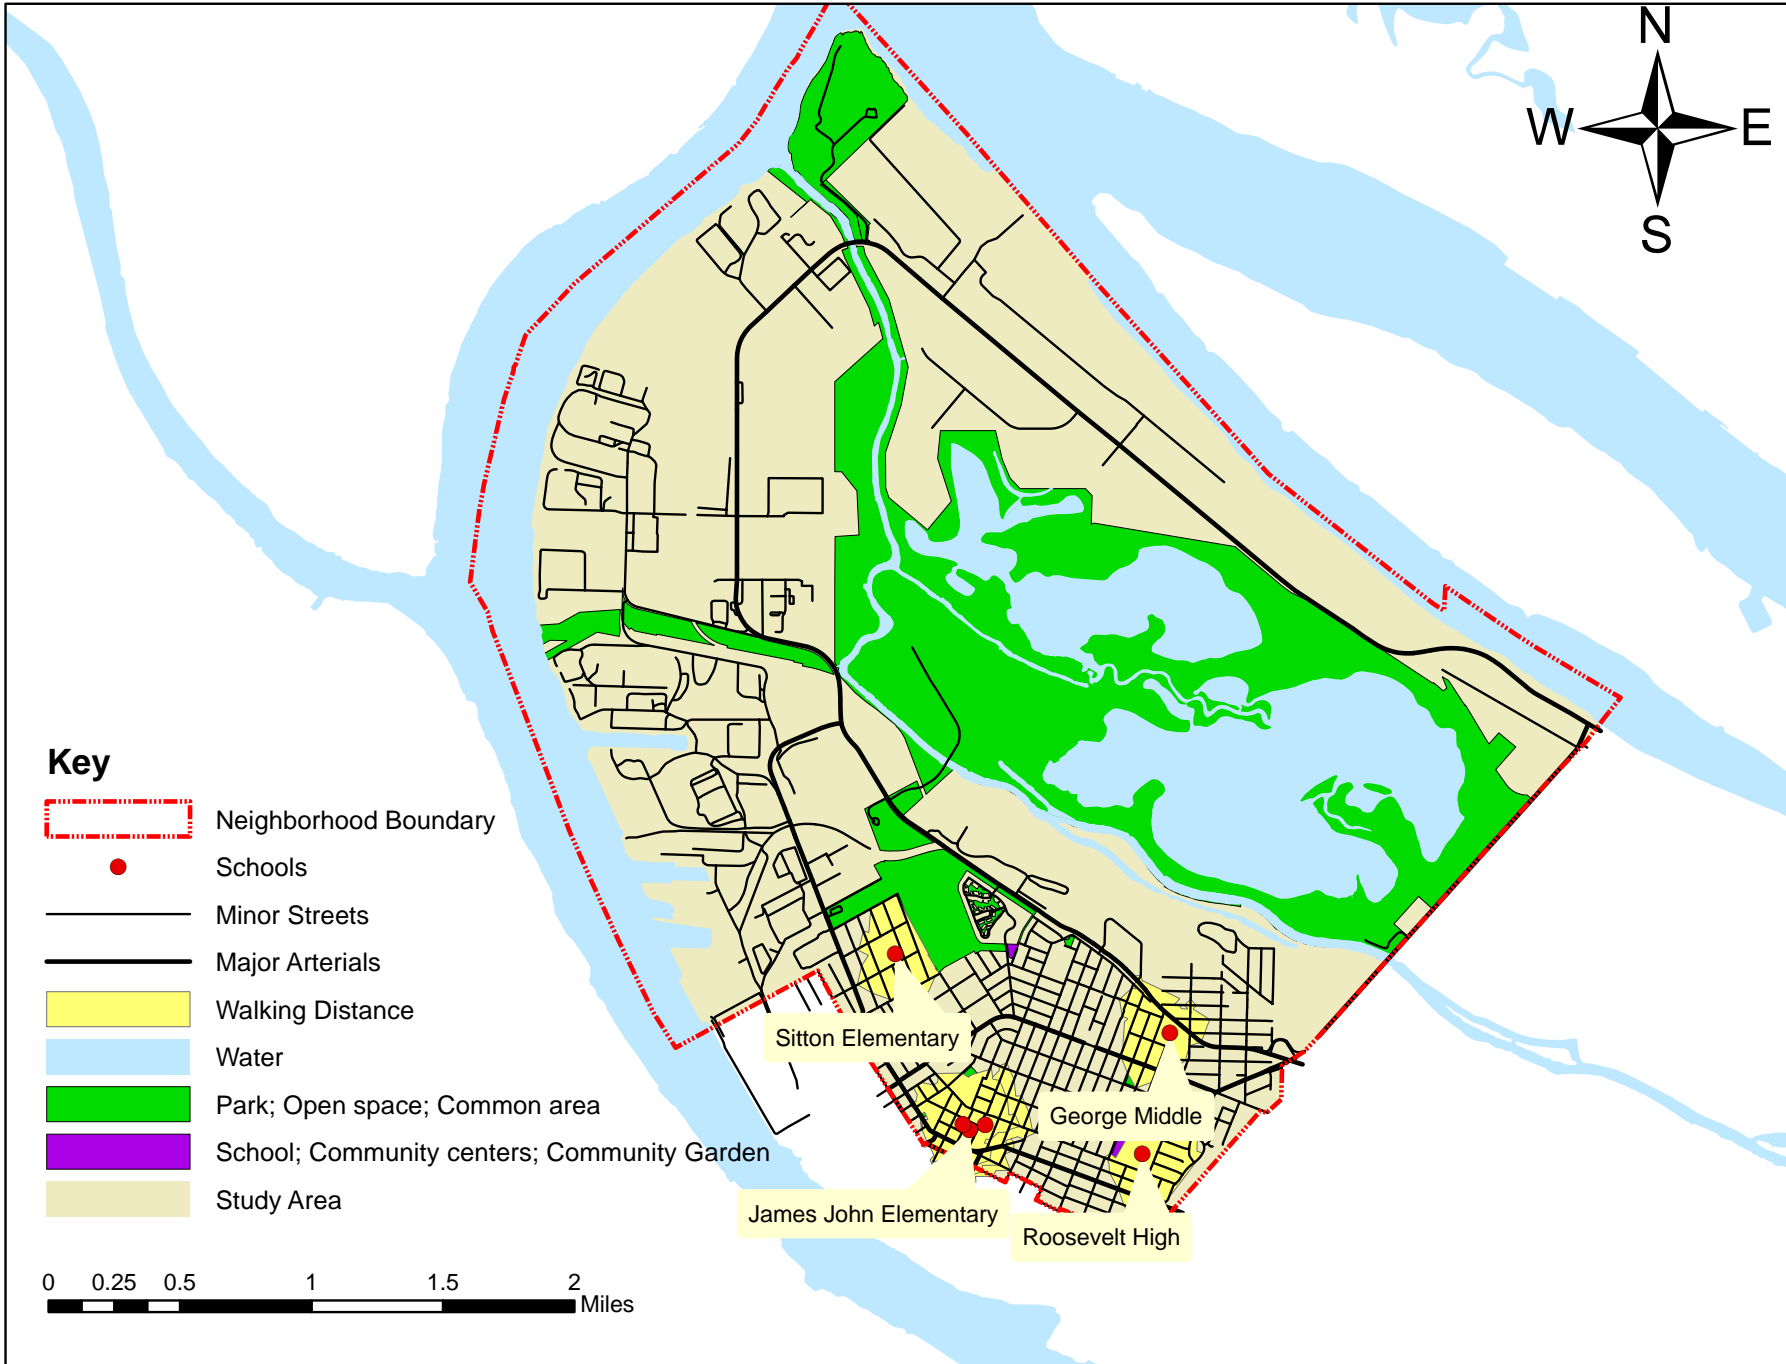 N
W E
S
Key
Neighborhood Boundary
Schools
Minor Streets
Major Arterials
Walking Distance
Water
Park; Open space; Common area
School; Community centers; Community Garden
Study Area
Sitton Elementary
George Middle
James John Elementary
Roosevelt High
0 0.25 0.5 1 1.5 2
Miles